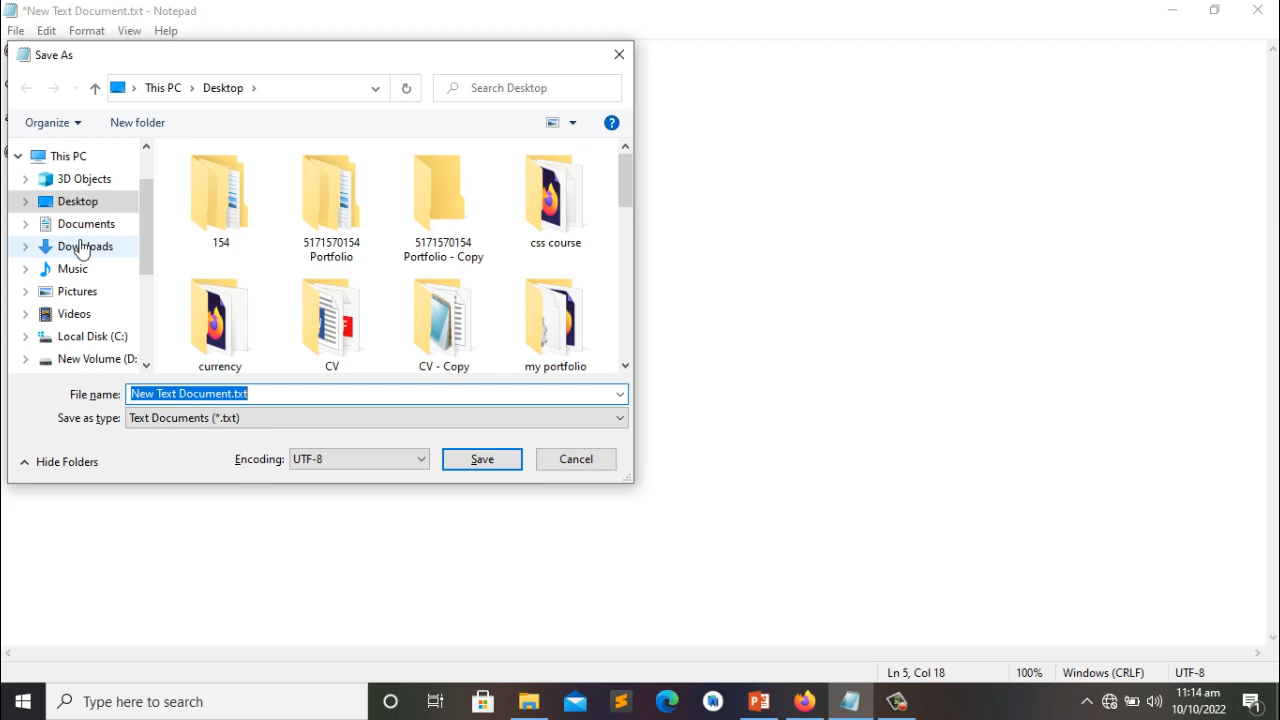 *New Text Document.txt - Notepad
File Edit Format View Help
Save As
This PC Desktop
Search Desktop
Organize New folder
This PC
3D Objects
Desktop
Documents
Downloads
Music
Pictures
Videos
Local Disk (C:)
New Volume (D:
154
5171570154
Portfolio
5171570154
Portfolio - Copy
css course
currency
CV
CV - Copy
my portfolio
File name: New Text Document.txt
Save as type: Text Documents (*.txt)
Hide Folders Encoding: UTF-8 Save Cancel
Ln 5, Col 18 100% Windows (CRLF) UTF-8
Type here to search
11:14 am
10/10/2022